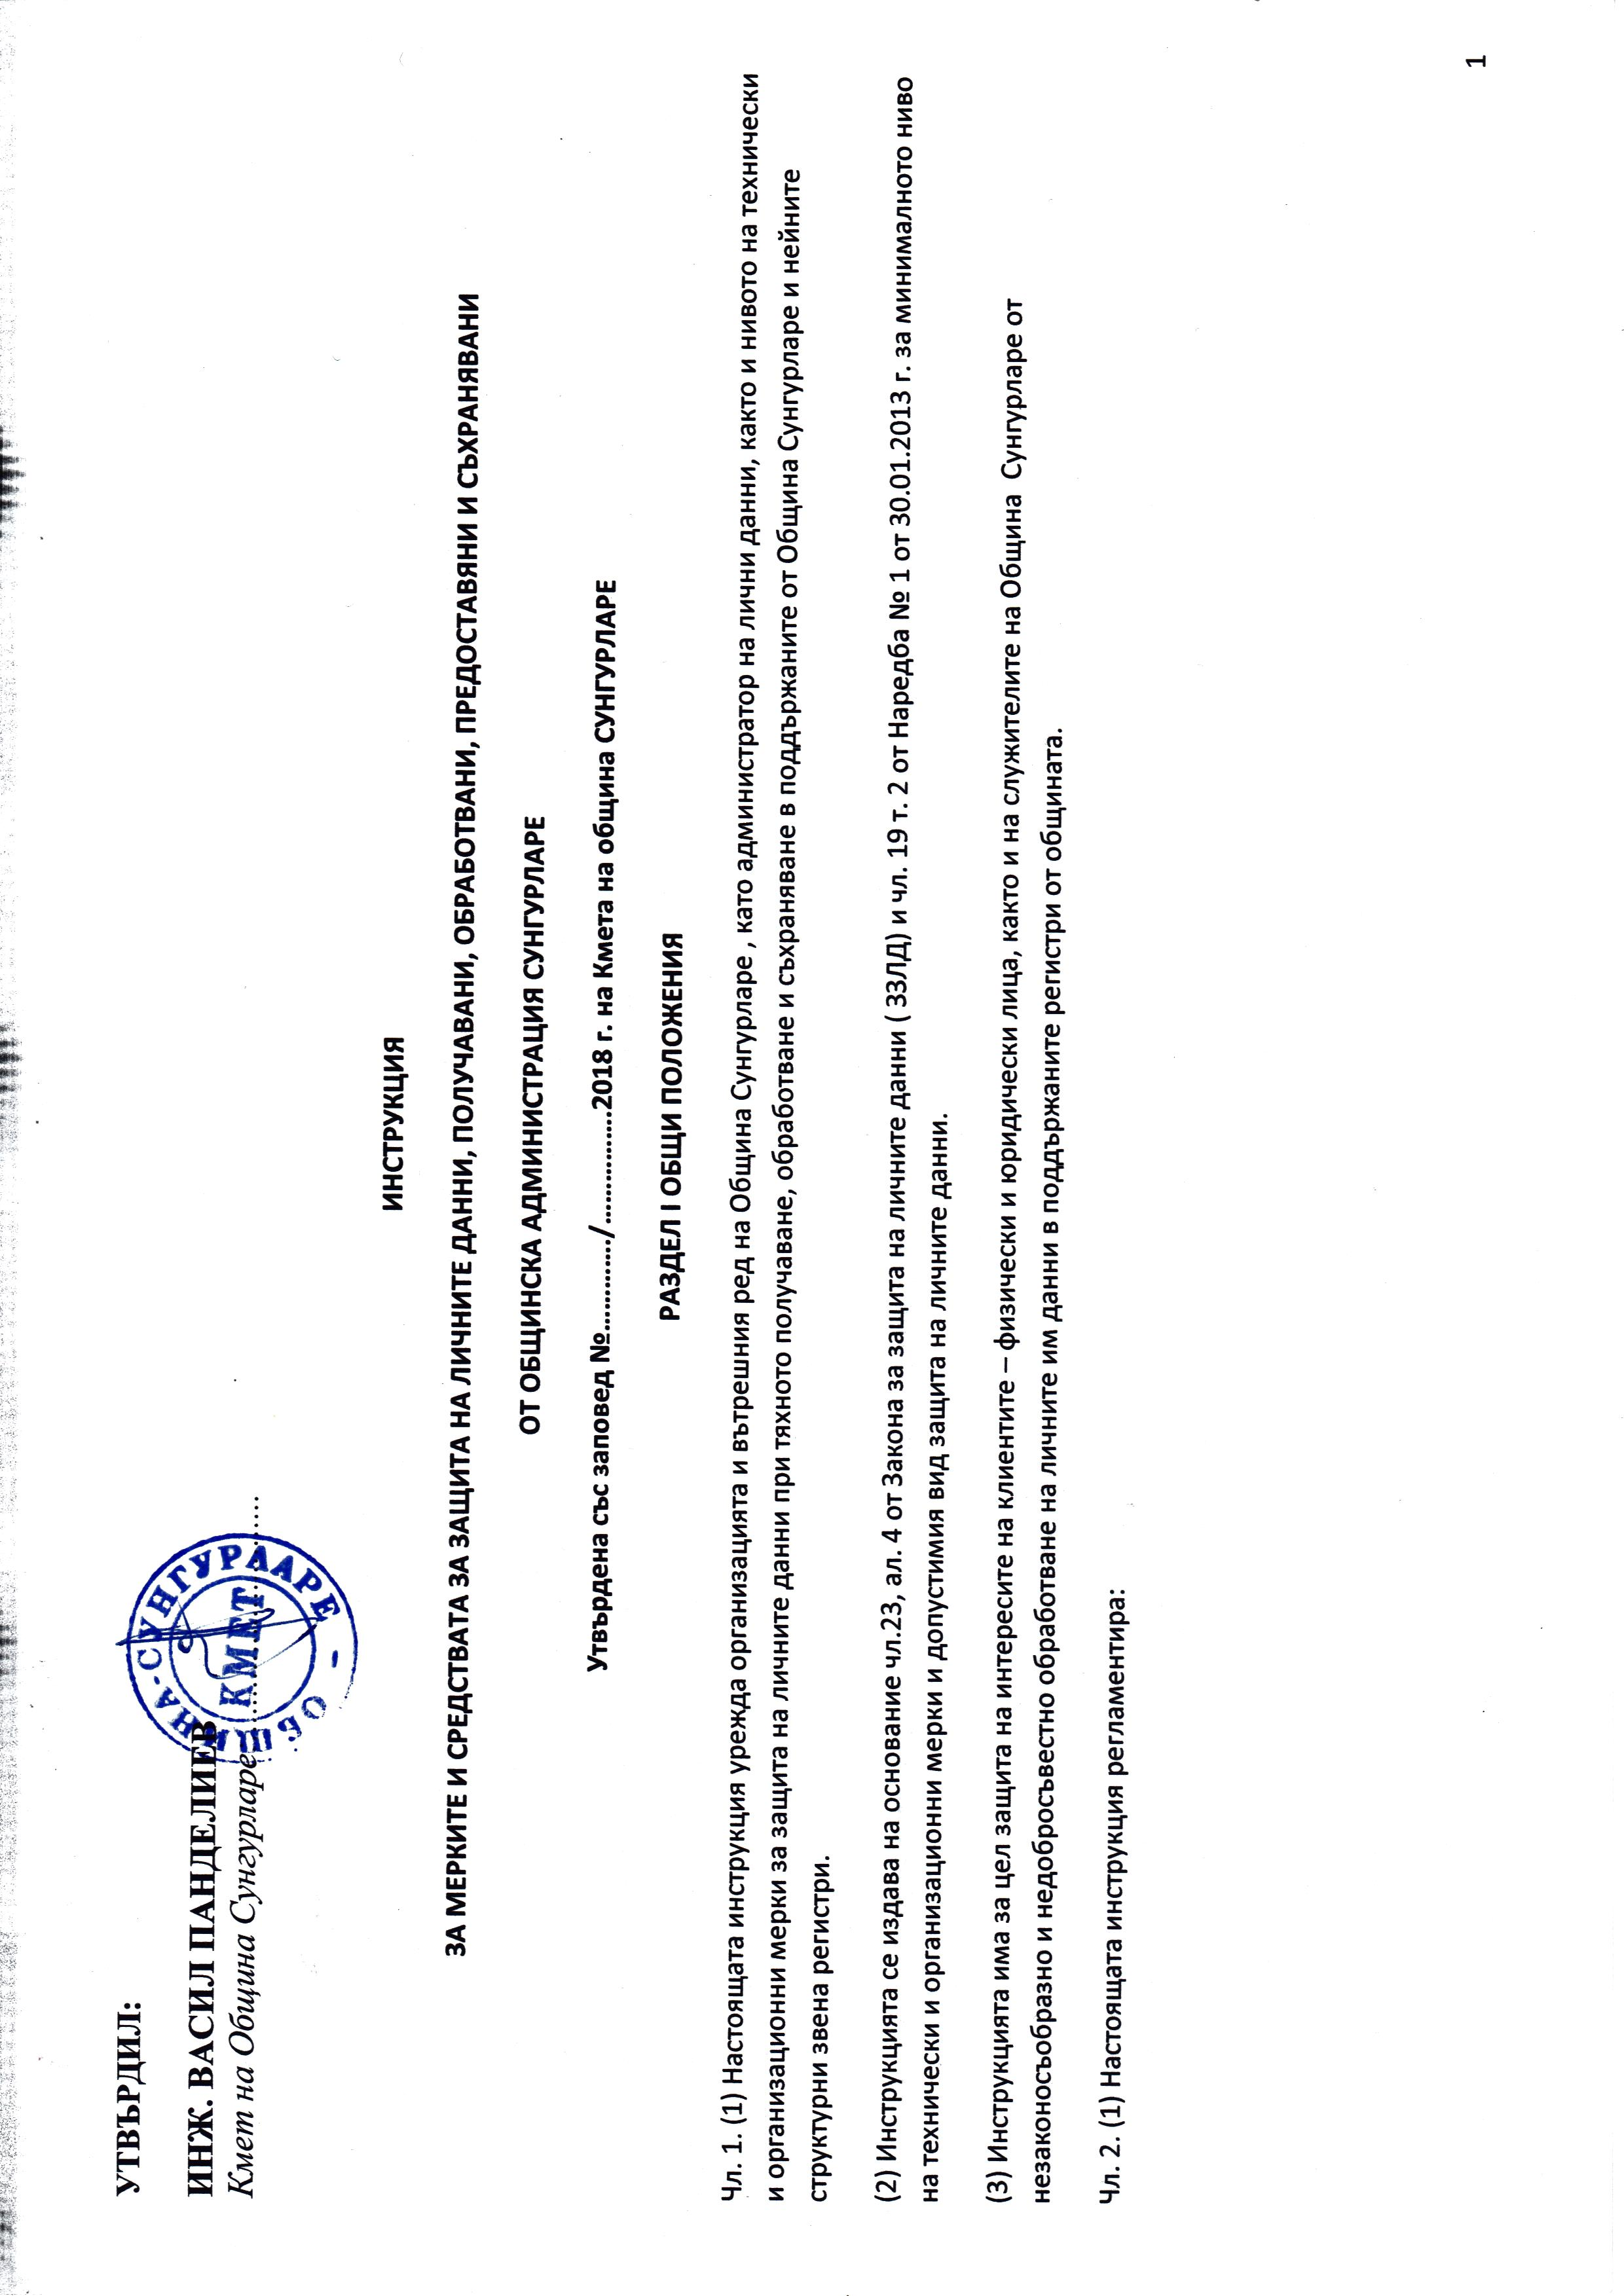 УТВЪРДИЛ:
ИНЖ. ВАСИЛ ПАНДЕЛИЕВ
Кмет на Община Сунгурларе
ОБЩИНА-СУНГУРЛАРЕ -
КМЕТ
ИНСТРУКЦИЯ
ЗА МЕРКИТЕ И СРЕДСТВАТА ЗА ЗАЩИТА НА ЛИЧНИТЕ ДАННИ, ПОЛУЧАВАНИ, ОБРАБОТВАНИ, ПРЕДОСТАВЯНИ И СЪХРАНЯВАНИ
ОТ ОБЩИНСКА АДМИНИСТРАЦИЯ СУНГУРЛАРЕ
Утвърдена със заповед №............/................2018 г. на Кмета на община СУНГУРЛАРЕ
РАЗДЕЛ I ОБЩИ ПОЛОЖЕНИЯ
Чл. 1. (1) Настоящата инструкция урежда организацията и вътрешния ред на Община Сунгурларе , като администратор на лични данни, както и нивото на технически
и организационни мерки за защита на личните данни при тяхното получаване, обработване и съхраняване в поддържаните от Община Сунгурларе и нейните
структурни звена регистри.
(2) Инструкцията се издава на основание чл.23, ал. 4 от Закона за защита на личните данни ( ЗЗЛД) и чл. 19 т. 2 от Наредба № 1 от 30.01.2013 г. за минималното ниво
на технически и организационни мерки и допустимия вид защита на личните данни.
(3) Инструкцията има за цел защита на интересите на клиентите – физически и юридически лица, както и на служителите на Община  Сунгурларе от
незаконосъобразно и недобросъвестно обработване на личните им данни в поддържаните регистри от общината.
Чл. 2. (1) Настоящата инструкция регламентира:
1